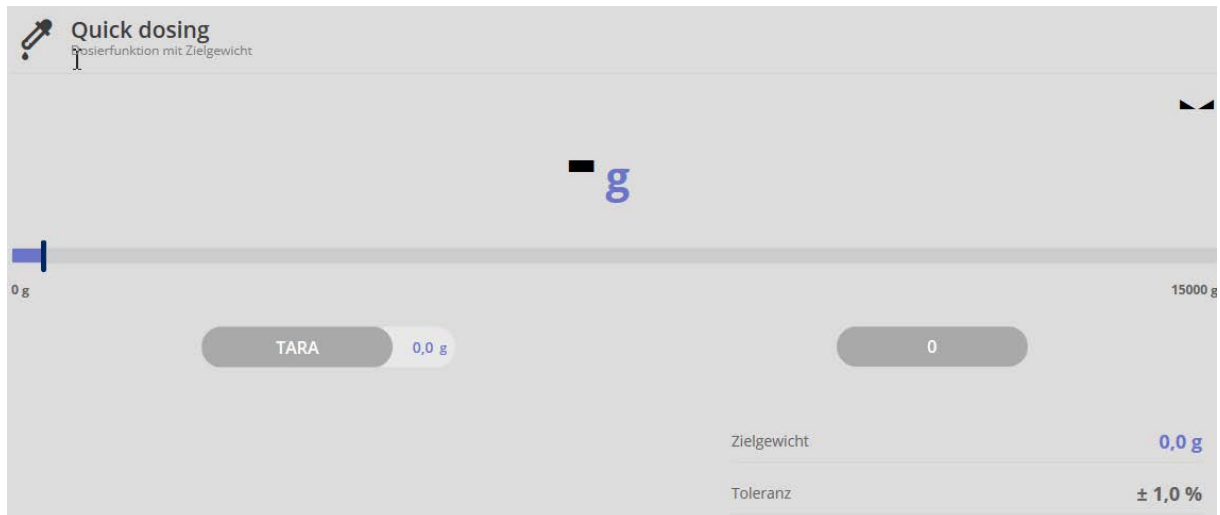 Quick dosing
Dosierfunktion mit Zielgewicht
- g
0 g
15000 g
TARA 0,0 g
0
Zielgewicht 0,0 g
Toleranz ± 1,0 %